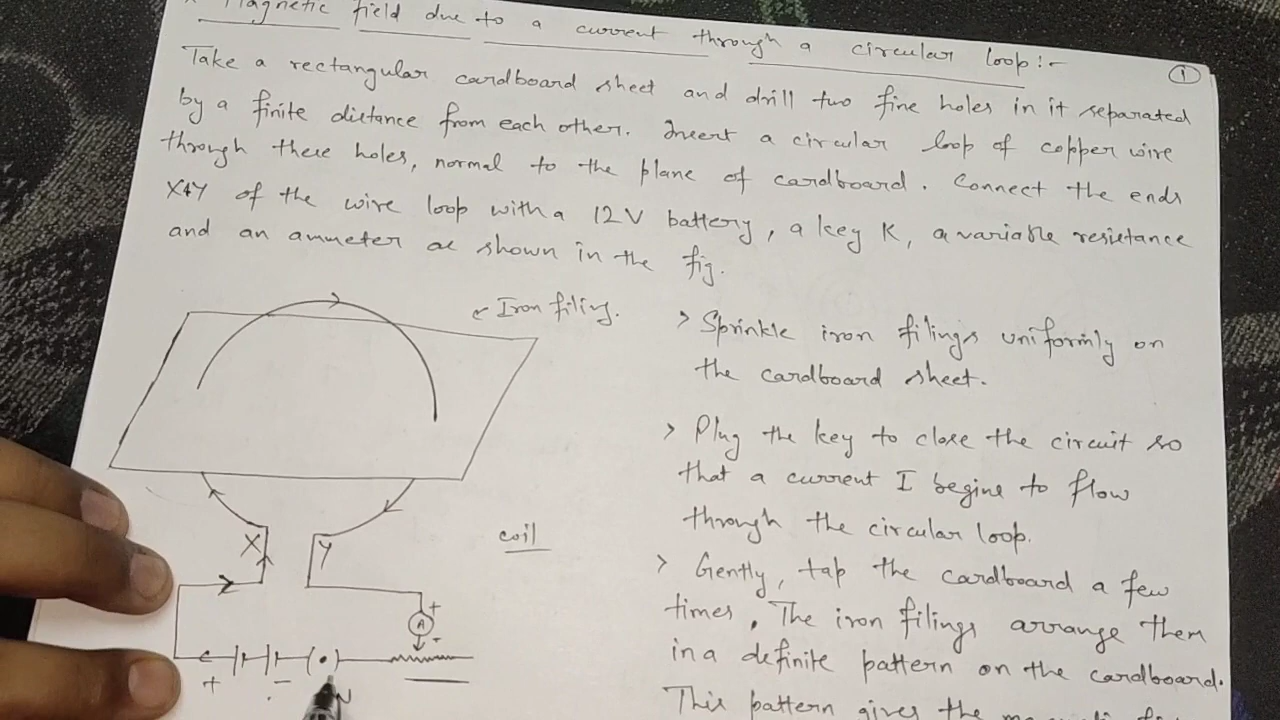 Magnetic field due to a current through a circular loop:-
1
Take a rectangular cardboard sheet and drill two fine holes in it separated
by a finite distance from each other. Insert a circular loop of copper wire
through these holes, normal to the plane of cardboard. Connect the ends
X&Y of the wire loop with a 12V battery, a key K, a variable resistance
and an ammeter as shown in the fig.
← Iron filing.
> Sprinkle iron filings uniformly on
the cardboard sheet.
> Plug the key to close the circuit so
that a current I begins to flow
through the circular loop.
> Gently, tap the cardboard a few
times. The iron filings arrange them
in a definite pattern on the cardboard.
This pattern gives the
coil
X
Y
+
A
-
+
-